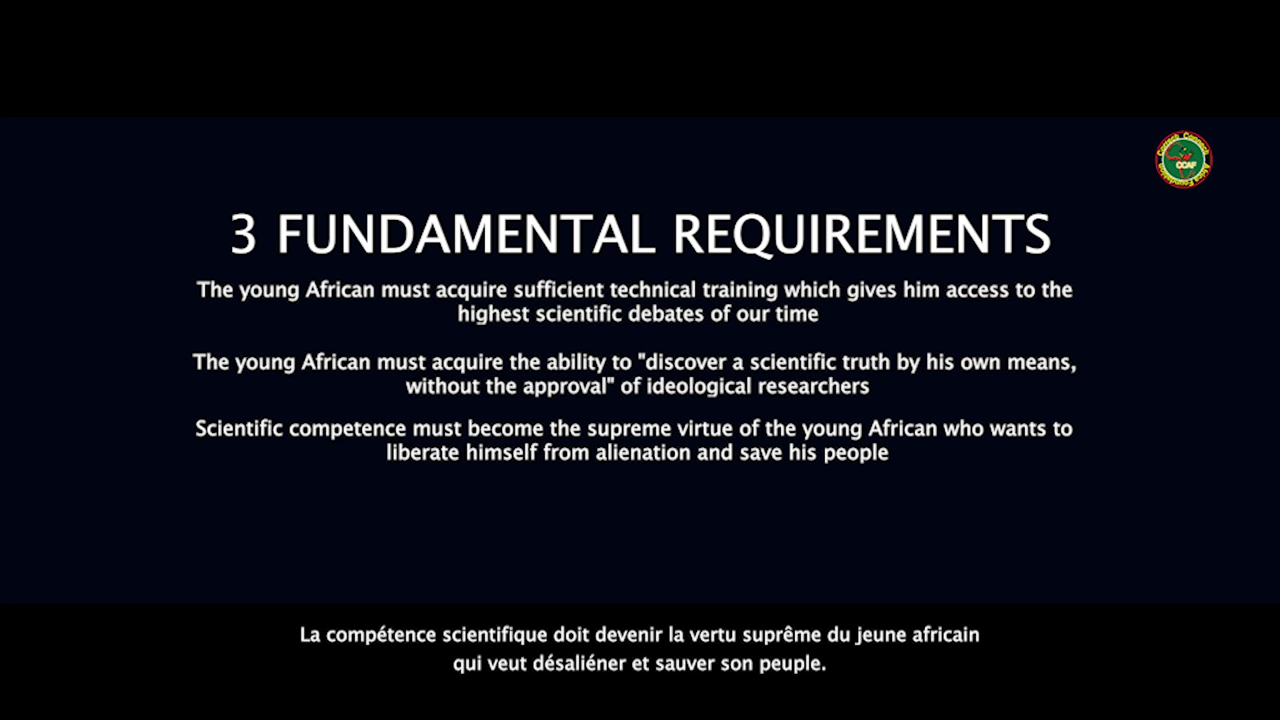 3 FUNDAMENTAL REQUIREMENTS
The young African must acquire sufficient technical training which gives him access to the
highest scientific debates of our time
The young African must acquire the ability to "discover a scientific truth by his own means,
without the approval" of ideological researchers
Scientific competence must become the supreme virtue of the young African who wants to
liberate himself from alienation and save his people
La compétence scientifique doit devenir la vertu suprême du jeune africain
qui veut désaliéner et sauver son peuple.